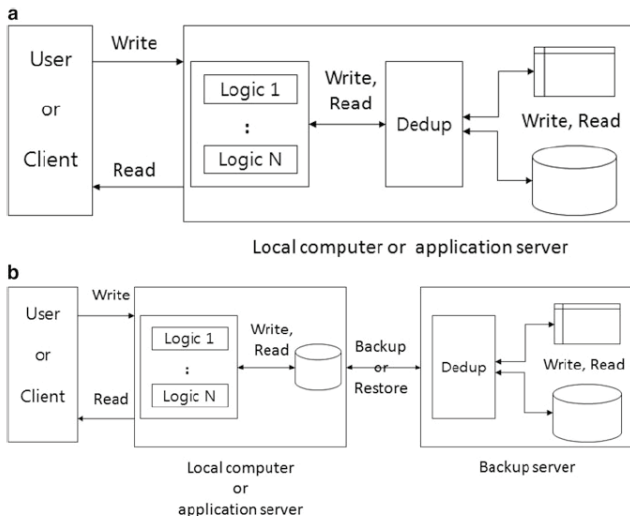 a
User
or
Client
Write
Read
Logic 1
:
Logic N
Write,
Read
Dedup
Write, Read
Local computer or application server
b
User
or
Client
Write
Read
Logic 1
:
Logic N
Write,
Read
Backup
or
Restore
Dedup
Write, Read
Local computer
or
application server
Backup server